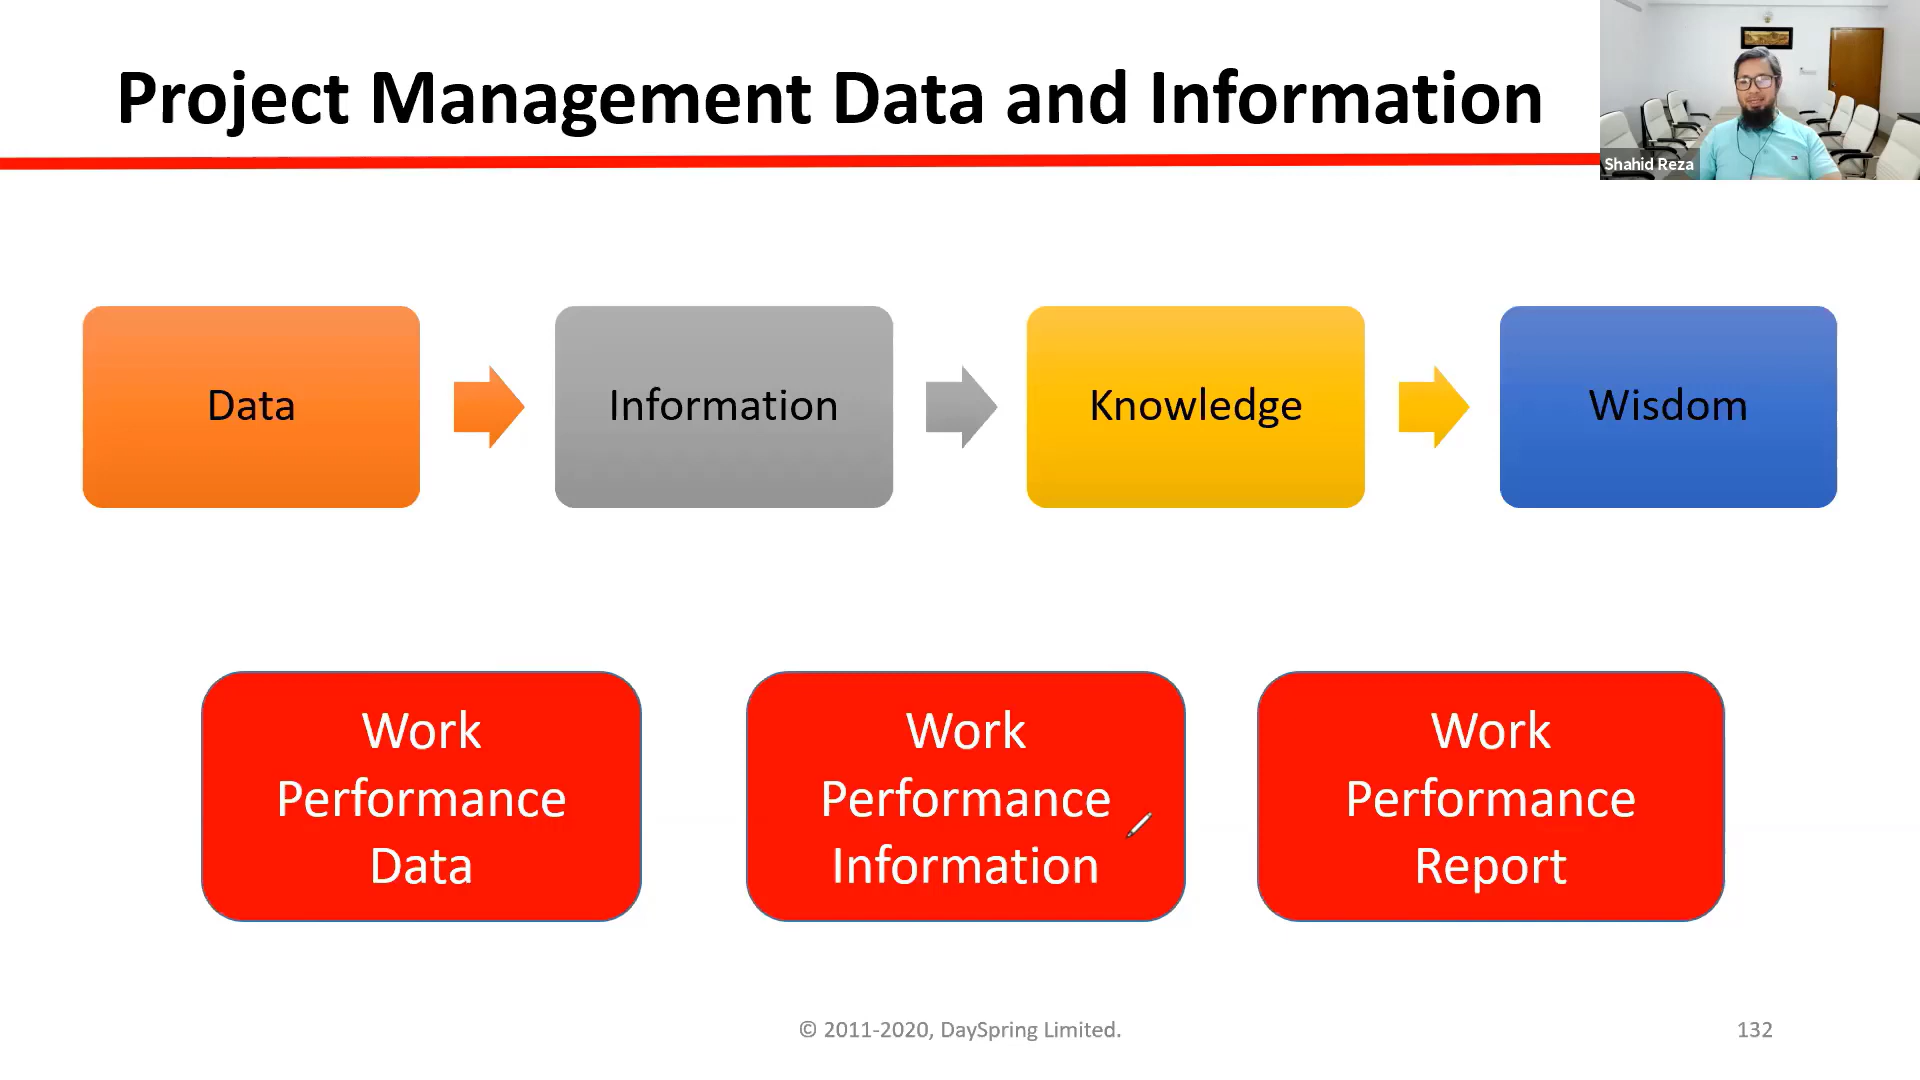 Project Management Data and Information
Shahid Reza
Data
Information
Knowledge
Wisdom
Work
Performance
Data
Work
Performance
Information
Work
Performance
Report
© 2011-2020, DaySpring Limited.
132